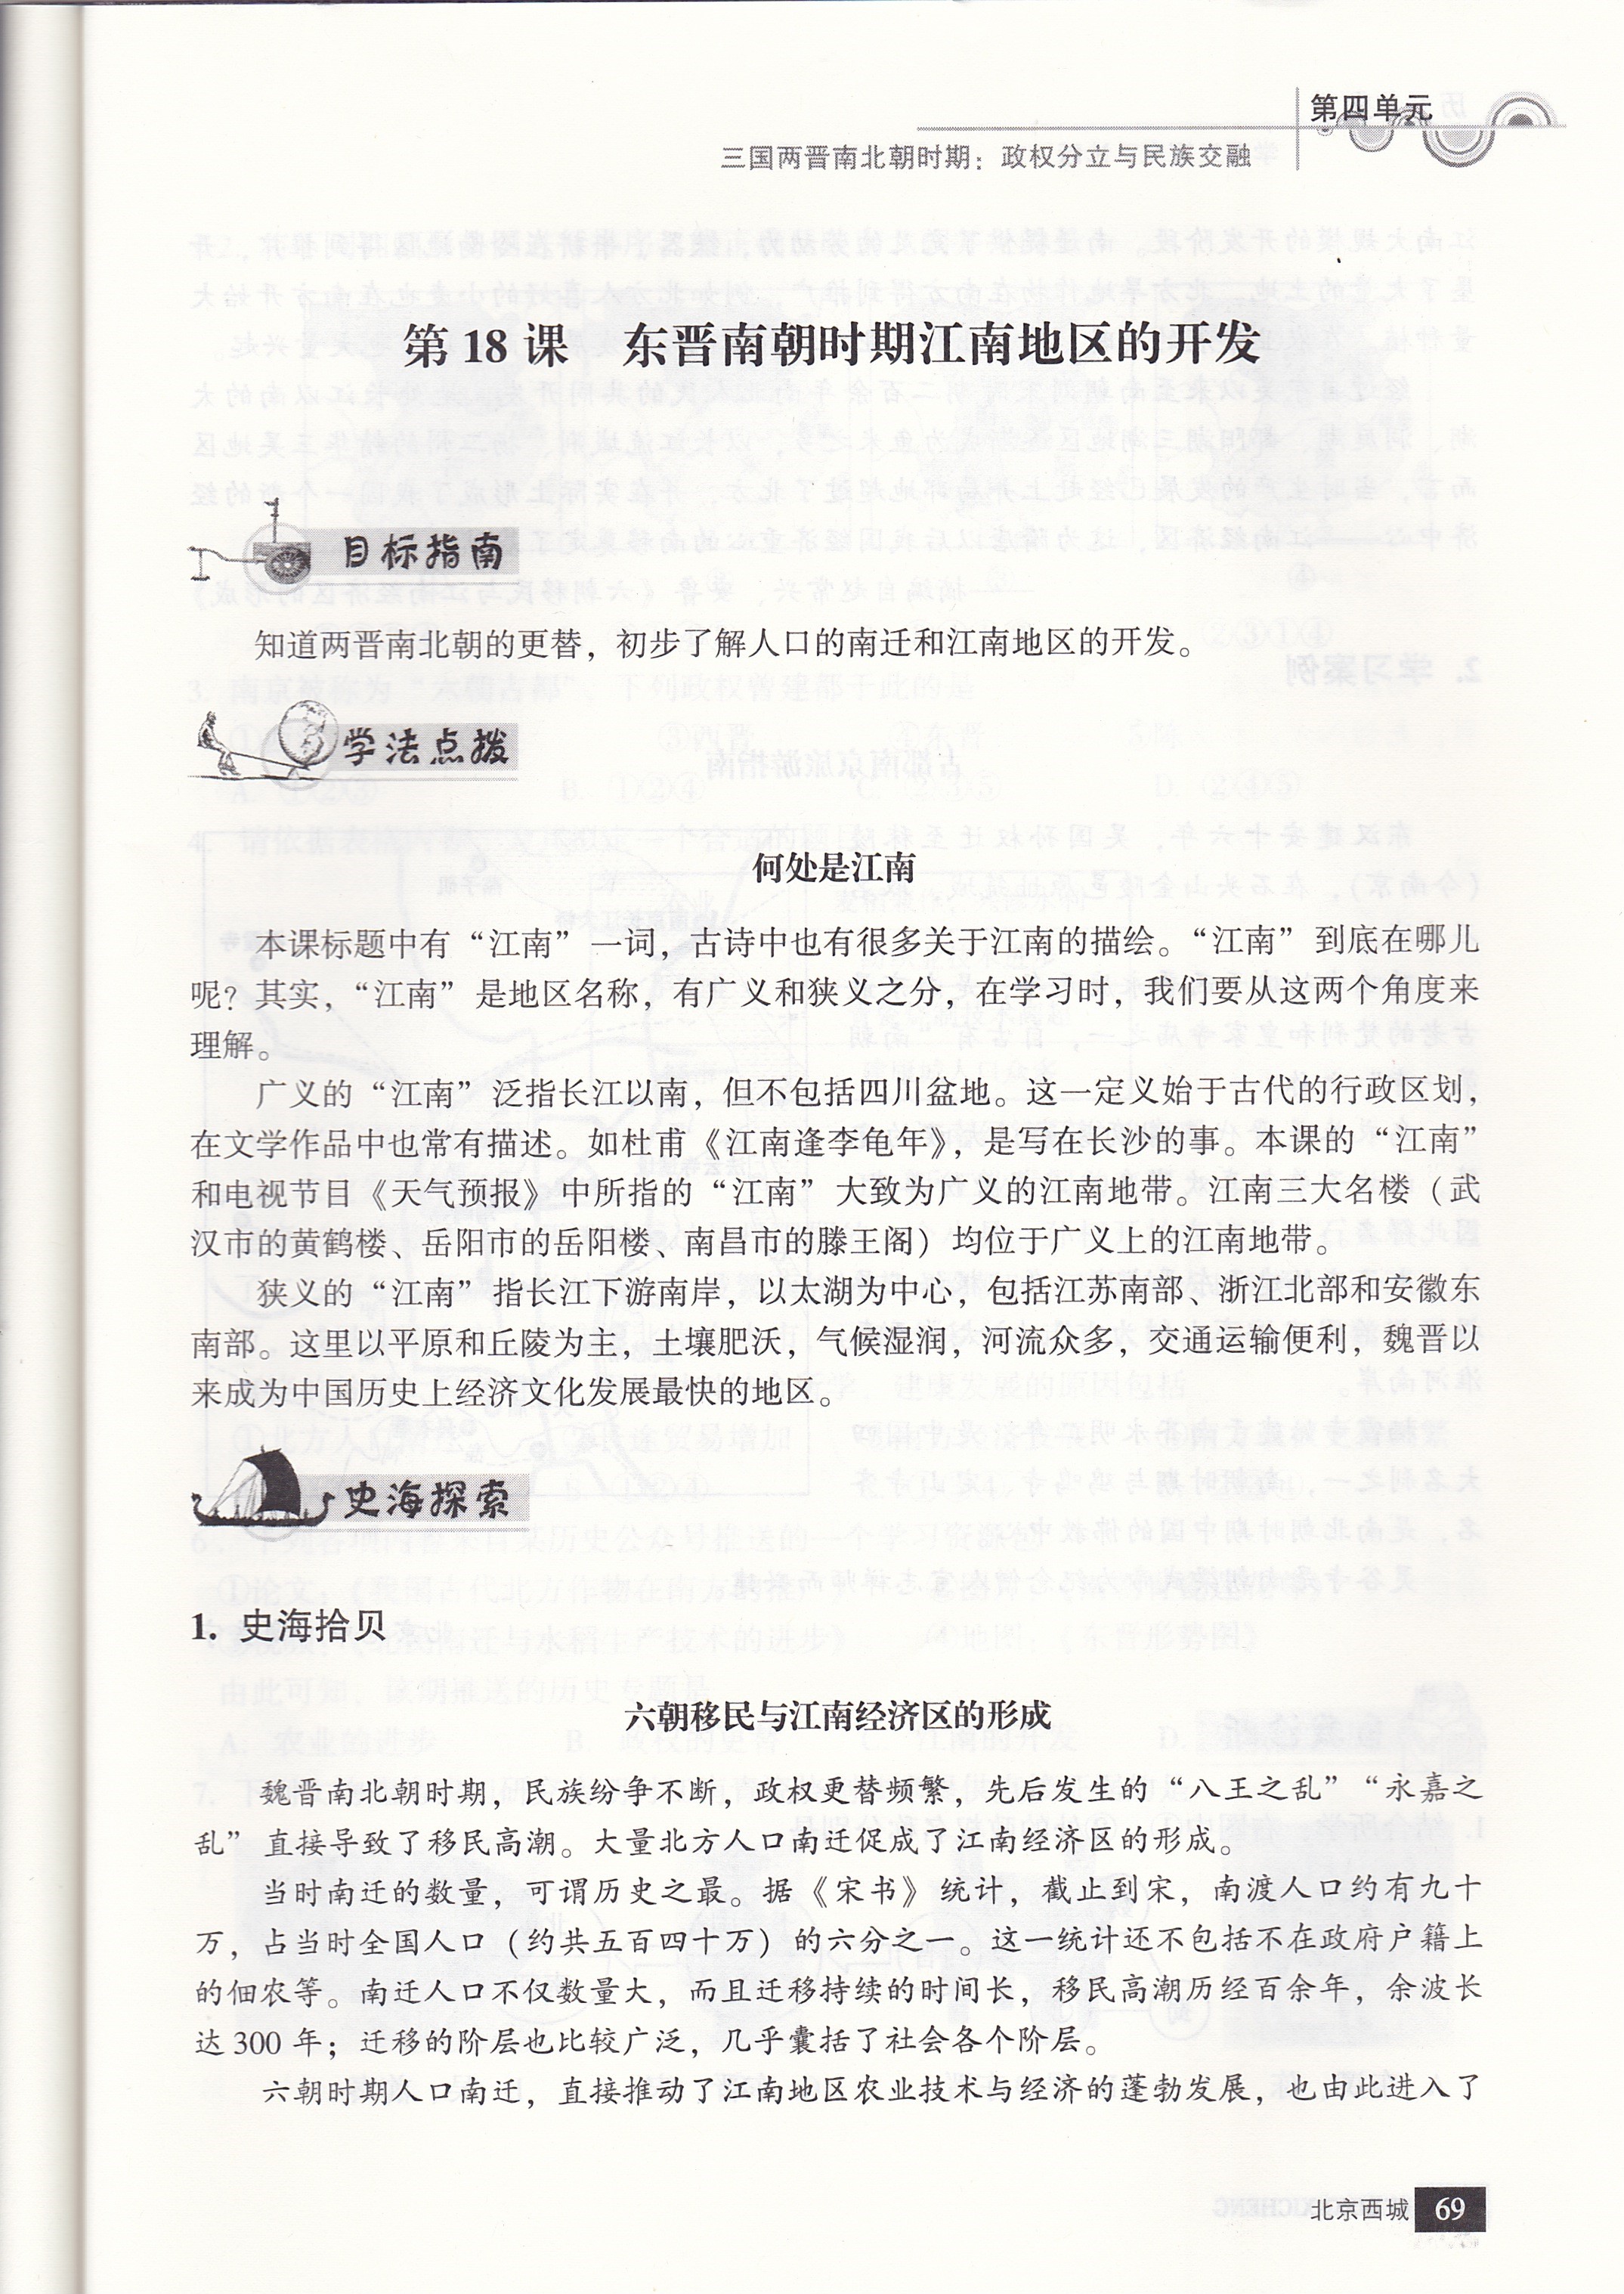 第四单元
三国两晋南北朝时期：政权分立与民族交融
第 18 课　东晋南朝时期江南地区的开发
目标指南
知道两晋南北朝的更替，初步了解人口的南迁和江南地区的开发。
学法点拨
何处是江南
本课标题中有“江南”一词，古诗中也有很多关于江南的描绘。“江南”到底在哪儿
呢？其实，“江南”是地区名称，有广义和狭义之分，在学习时，我们要从这两个角度来
理解。
广义的“江南”泛指长江以南，但不包括四川盆地。这一定义始于古代的行政区划，
在文学作品中也常有描述。如杜甫《江南逢李龟年》，是写在长沙的事。本课的“江南”
和电视节目《天气预报》中所指的“江南”大致为广义的江南地带。江南三大名楼（武
汉市的黄鹤楼、岳阳市的岳阳楼、南昌市的滕王阁）均位于广义上的江南地带。
狭义的“江南”指长江下游南岸，以太湖为中心，包括江苏南部、浙江北部和安徽东
南部。这里以平原和丘陵为主，土壤肥沃，气候湿润，河流众多，交通运输便利，魏晋以
来成为中国历史上经济文化发展最快的地区。
史海探索
1. 史海拾贝
六朝移民与江南经济区的形成
魏晋南北朝时期，民族纷争不断，政权更替频繁，先后发生的“八王之乱”“永嘉之
乱”直接导致了移民高潮。大量北方人口南迁促成了江南经济区的形成。
当时南迁的数量，可谓历史之最。据《宋书》统计，截止到宋，南渡人口约有九十
万，占当时全国人口（约共五百四十万）的六分之一。这一统计还不包括不在政府户籍上
的佃农等。南迁人口不仅数量大，而且迁移持续的时间长，移民高潮历经百余年，余波长
达 300 年；迁移的阶层也比较广泛，几乎囊括了社会各个阶层。
六朝时期人口南迁，直接推动了江南地区农业技术与经济的蓬勃发展，也由此进入了
北京西城 69